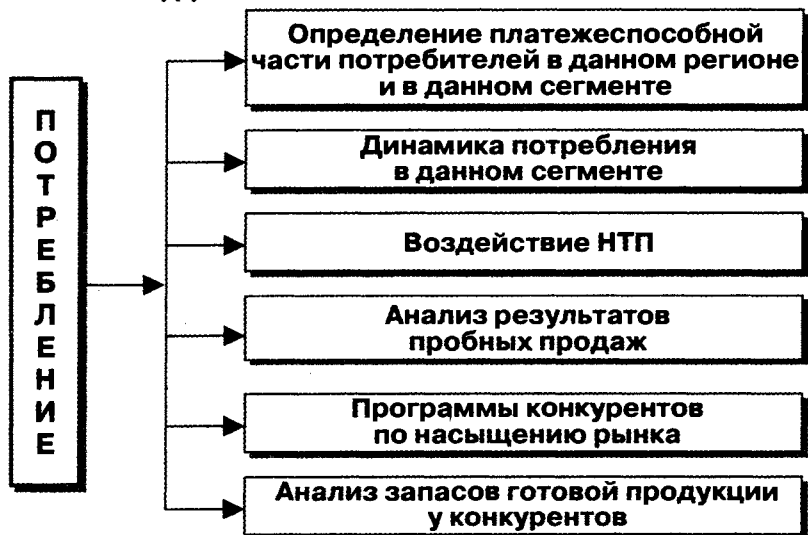 ПОТРЕБЛЕНИЕ
Определение платежеспособной
части потребителей в данном регионе
и в данном сегменте
Динамика потребления
в данном сегменте
Воздействие НТП
Анализ результатов
пробных продаж
Программы конкурентов
по насыщению рынка
Анализ запасов готовой продукции
у конкурентов